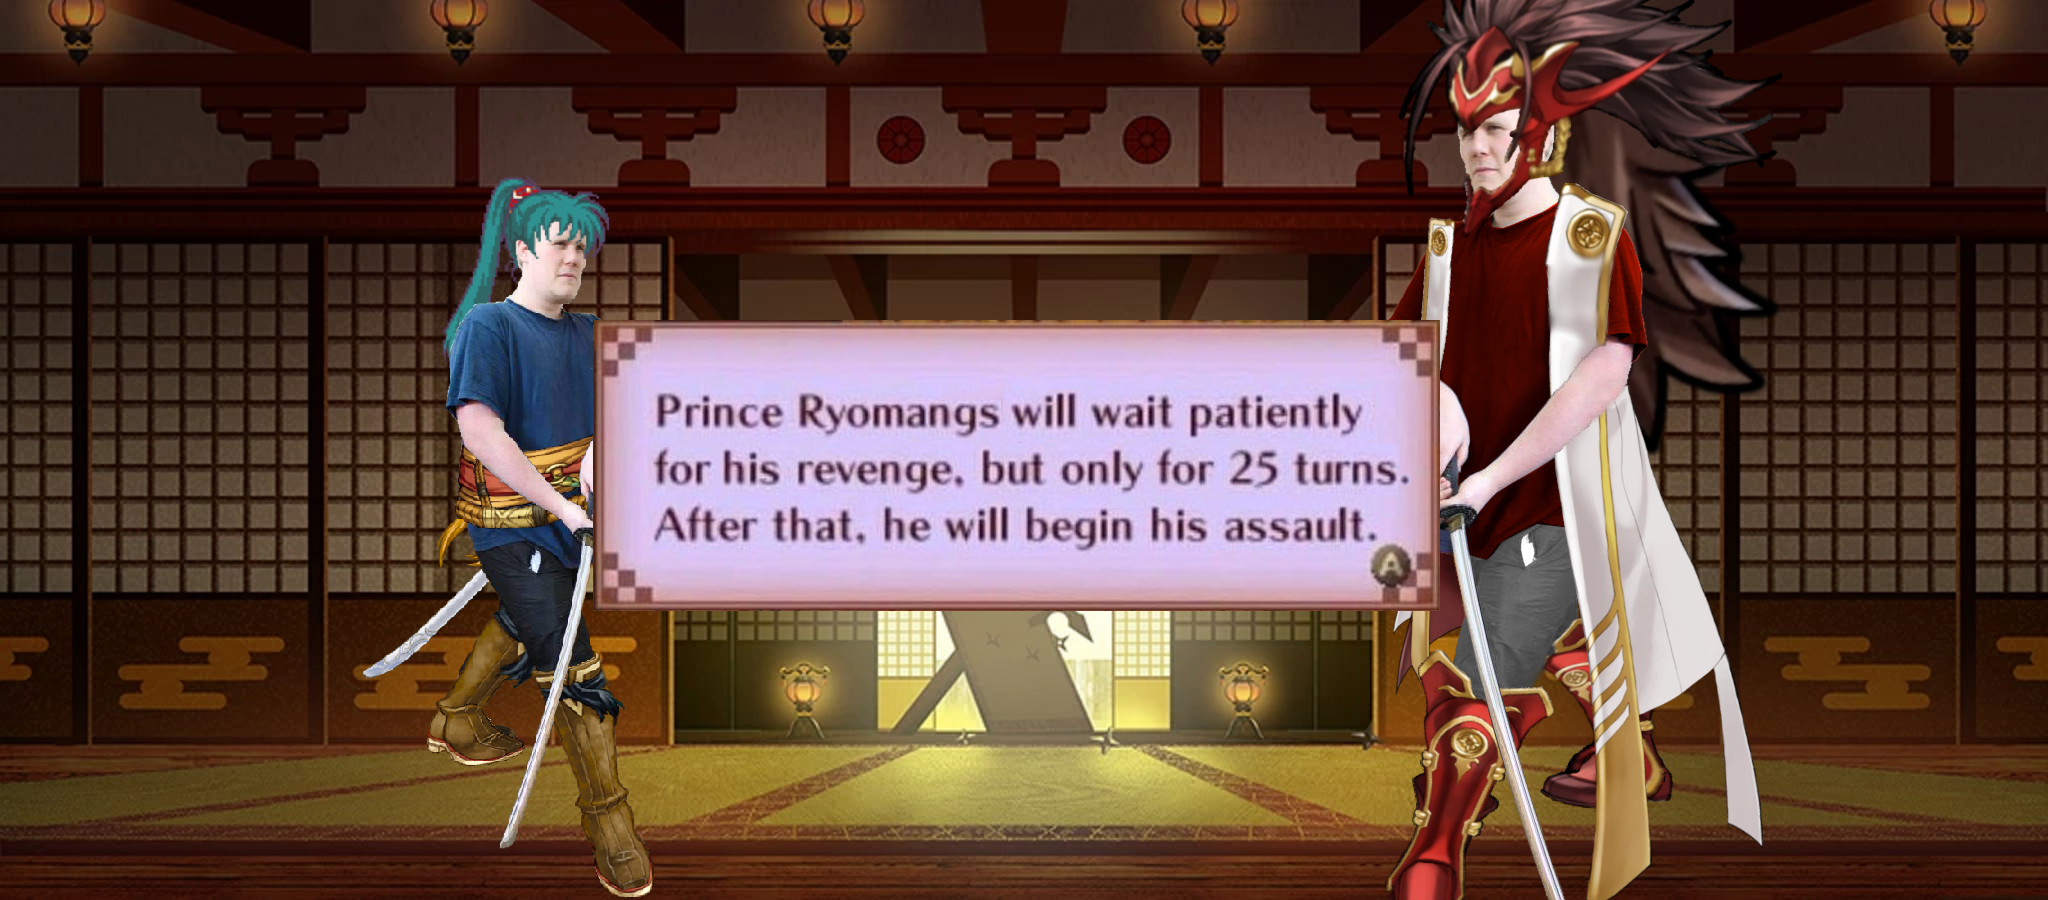 Prince Ryomangs will wait patiently
for his revenge, but only for 25 turns.
After that, he will begin his assault.
A